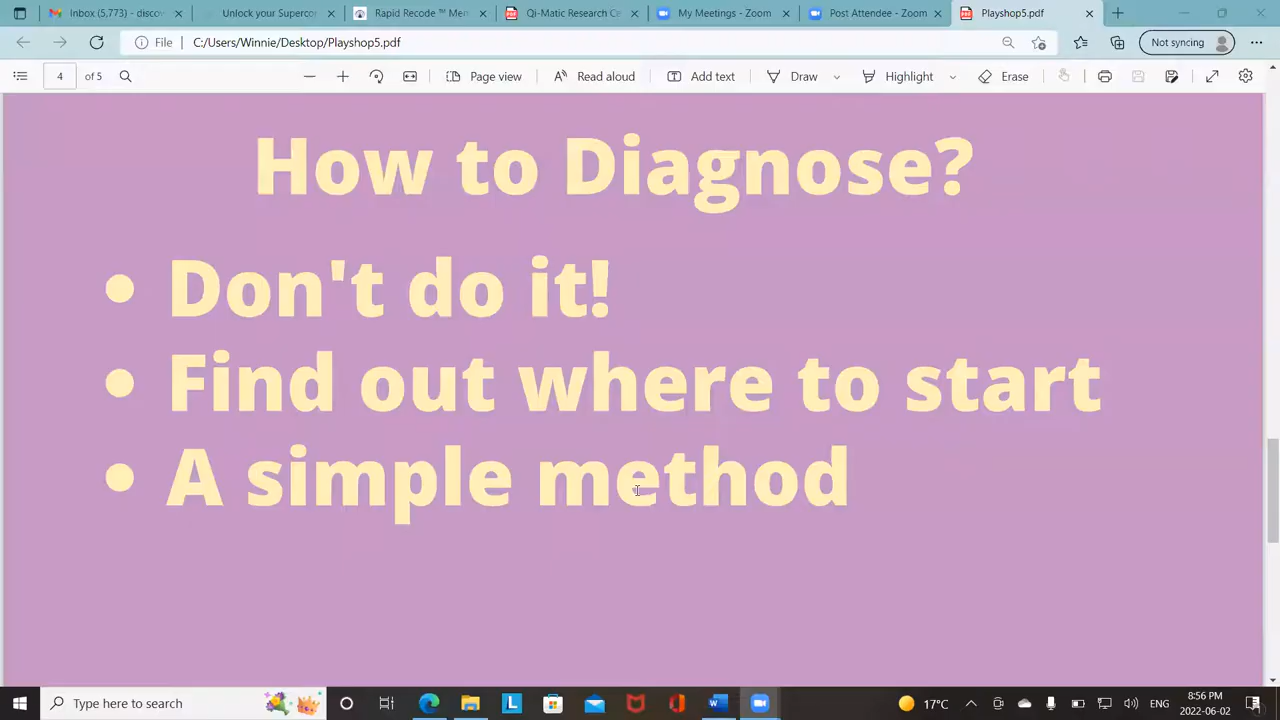 Inbox (5,773) - discov
Unlock your Superco
Rapid Recode ™ Mem
Qi-Matic Research Ce
My Meetings - Zoom
Post Attendee - Zoom
Playshop5.pdf
File
C:/Users/Winnie/Desktop/Playshop5.pdf
Not syncing
4 of 5
Page view
Read aloud
Add text
Draw
Highlight
Erase
How to Diagnose?
• Don't do it!
• Find out where to start
• A simple method
Type here to search
17°C
ENG
8:56 PM
2022-06-02